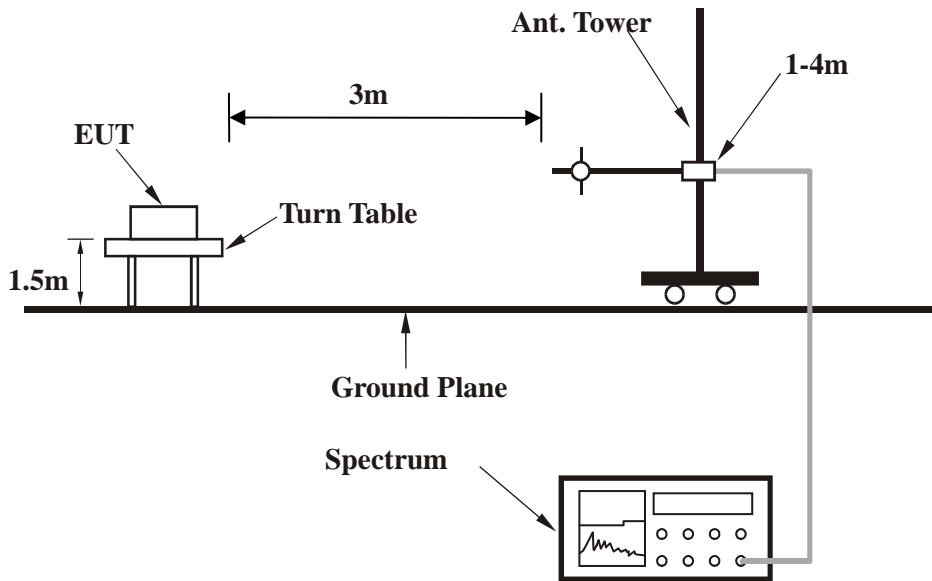 Ant. Tower
1-4m
3m
EUT
Turn Table
1.5m
Ground Plane
Spectrum